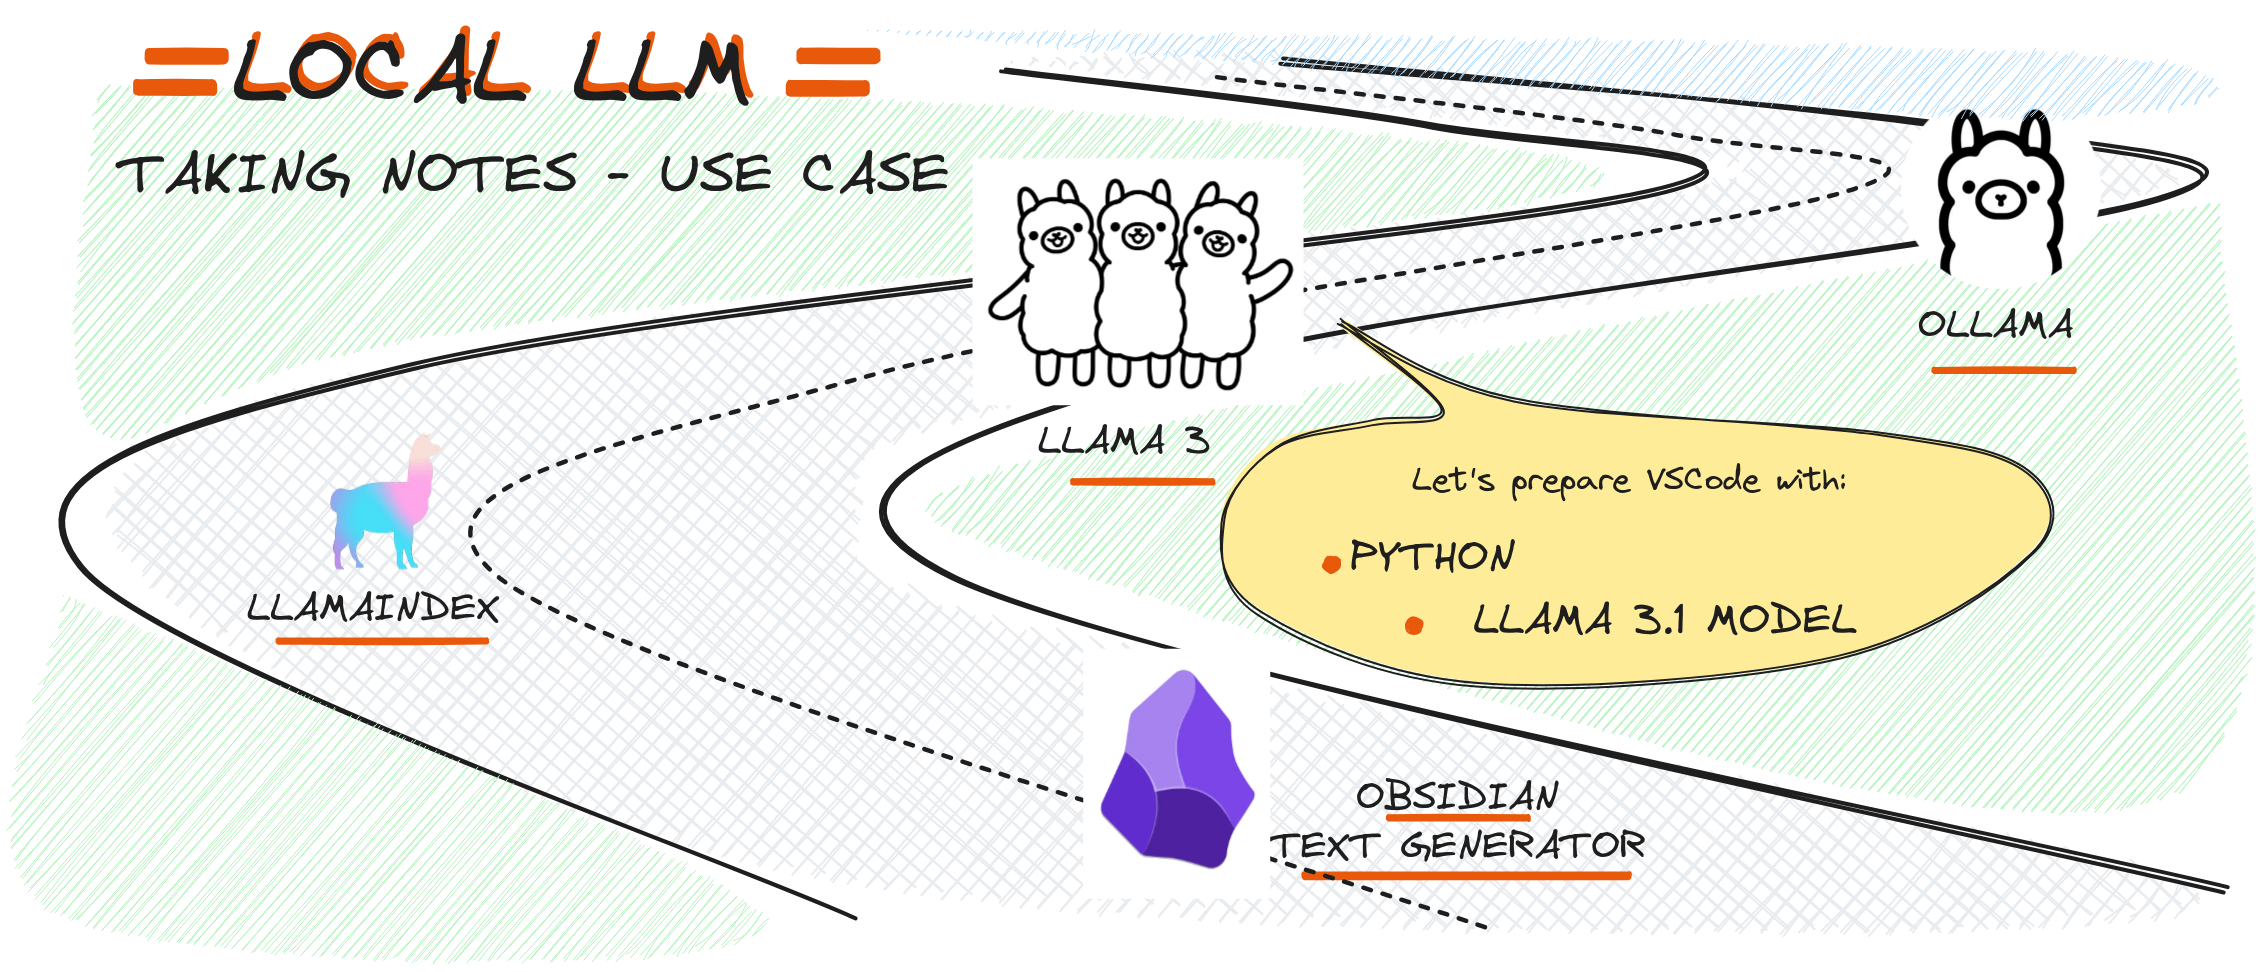 LOCAL LLM
TAKING NOTES - USE CASE
OLLAMA
LLAMA 3
Let's prepare VSCode with:
PYTHON
LLAMA 3.1 MODEL
LLAMAINDEX
OBSIDIAN
TEXT GENERATOR